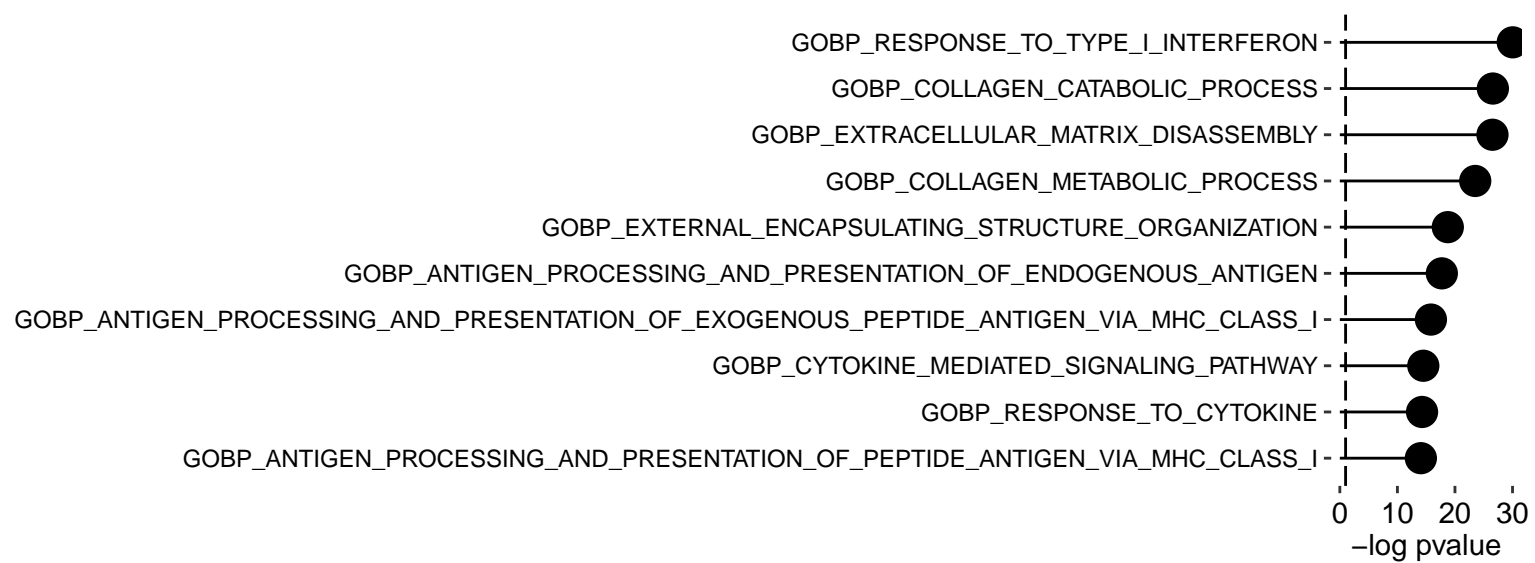 GOBP_RESPONSE_TO_TYPE_I_INTERFERON
GOBP_COLLAGEN_CATABOLIC_PROCESS
GOBP_EXTRACELLULAR_MATRIX_DISASSEMBLY
GOBP_COLLAGEN_METABOLIC_PROCESS
GOBP_EXTERNAL_ENCAPSULATING_STRUCTURE_ORGANIZATION
GOBP_ANTIGEN_PROCESSING_AND_PRESENTATION_OF_ENDOGENOUS_ANTIGEN
GOBP_ANTIGEN_PROCESSING_AND_PRESENTATION_OF_EXOGENOUS_PEPTIDE_ANTIGEN_VIA_MHC_CLASS_I
GOBP_CYTOKINE_MEDIATED_SIGNALING_PATHWAY
GOBP_RESPONSE_TO_CYTOKINE
GOBP_ANTIGEN_PROCESSING_AND_PRESENTATION_OF_PEPTIDE_ANTIGEN_VIA_MHC_CLASS_I
0 10 20 30
−log pvalue